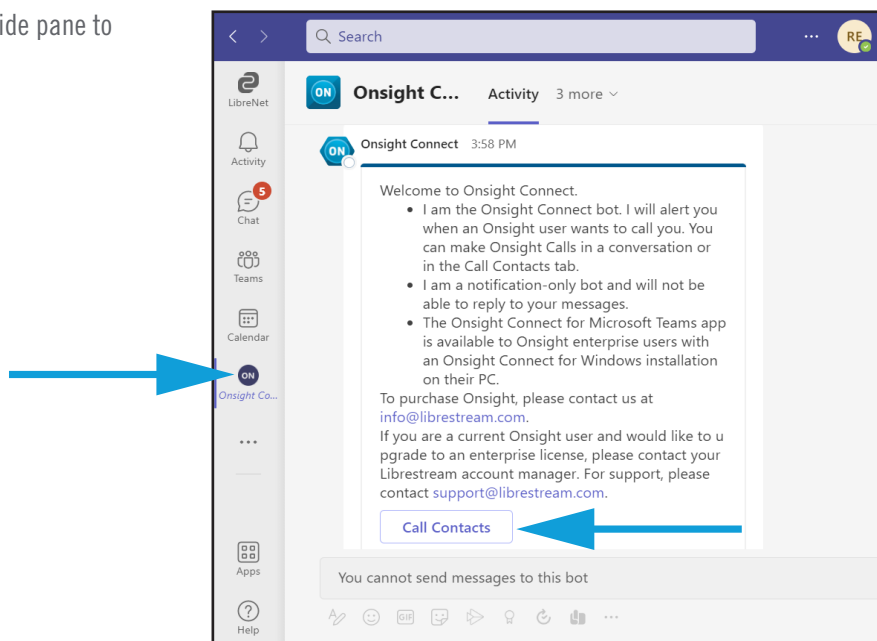 ide pane to
Search
...
RE
LibreNet
ON
Onsight C...
Activity
3 more
Activity
ON
Onsight Connect 3:58 PM
5
Chat
Welcome to Onsight Connect.
• I am the Onsight Connect bot. I will alert you
when an Onsight user wants to call you. You
can make Onsight Calls in a conversation or
in the Call Contacts tab.
Teams
• I am a notification-only bot and will not be
able to reply to your messages.
• The Onsight Connect for Microsoft Teams app
is available to Onsight enterprise users with
an Onsight Connect for Windows installation
on their PC.
Calendar
ON
Onsight Co...
To purchase Onsight, please contact us at
info@librestream.com.
If you are a current Onsight user and would like to u
pgrade to an enterprise license, please contact your
Librestream account manager. For support, please
contact support@librestream.com.
...
Call Contacts
Apps
You cannot send messages to this bot
GIF
...
Help